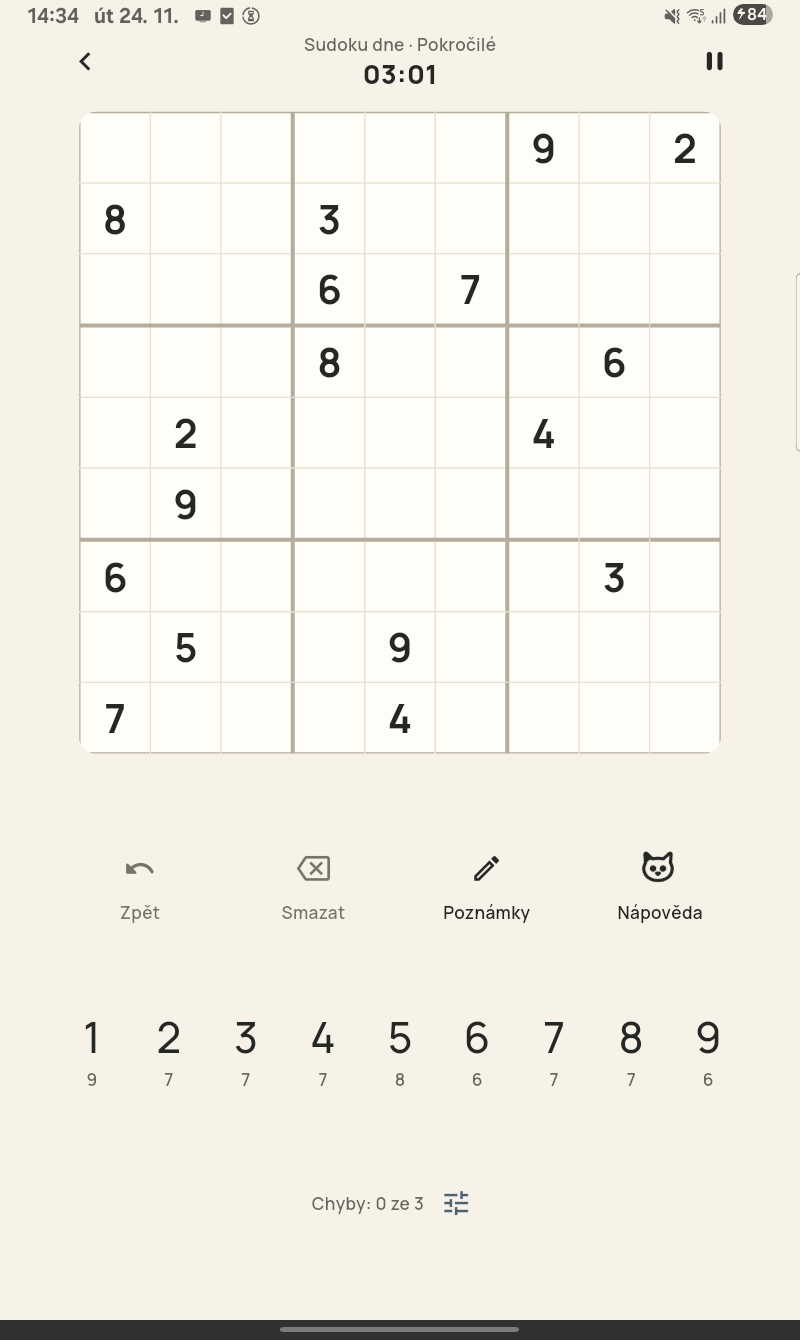 14:34 út 24. 11. 84
Sudoku dne · Pokročilé
03:01
9 2
8 3
6 7
8 6
2 4
9
6 3
5 9
7 4
Zpět Smazat Poznámky Nápověda
1 2 3 4 5 6 7 8 9
9 7 7 7 8 6 7 7 6
Chyby: 0 ze 3